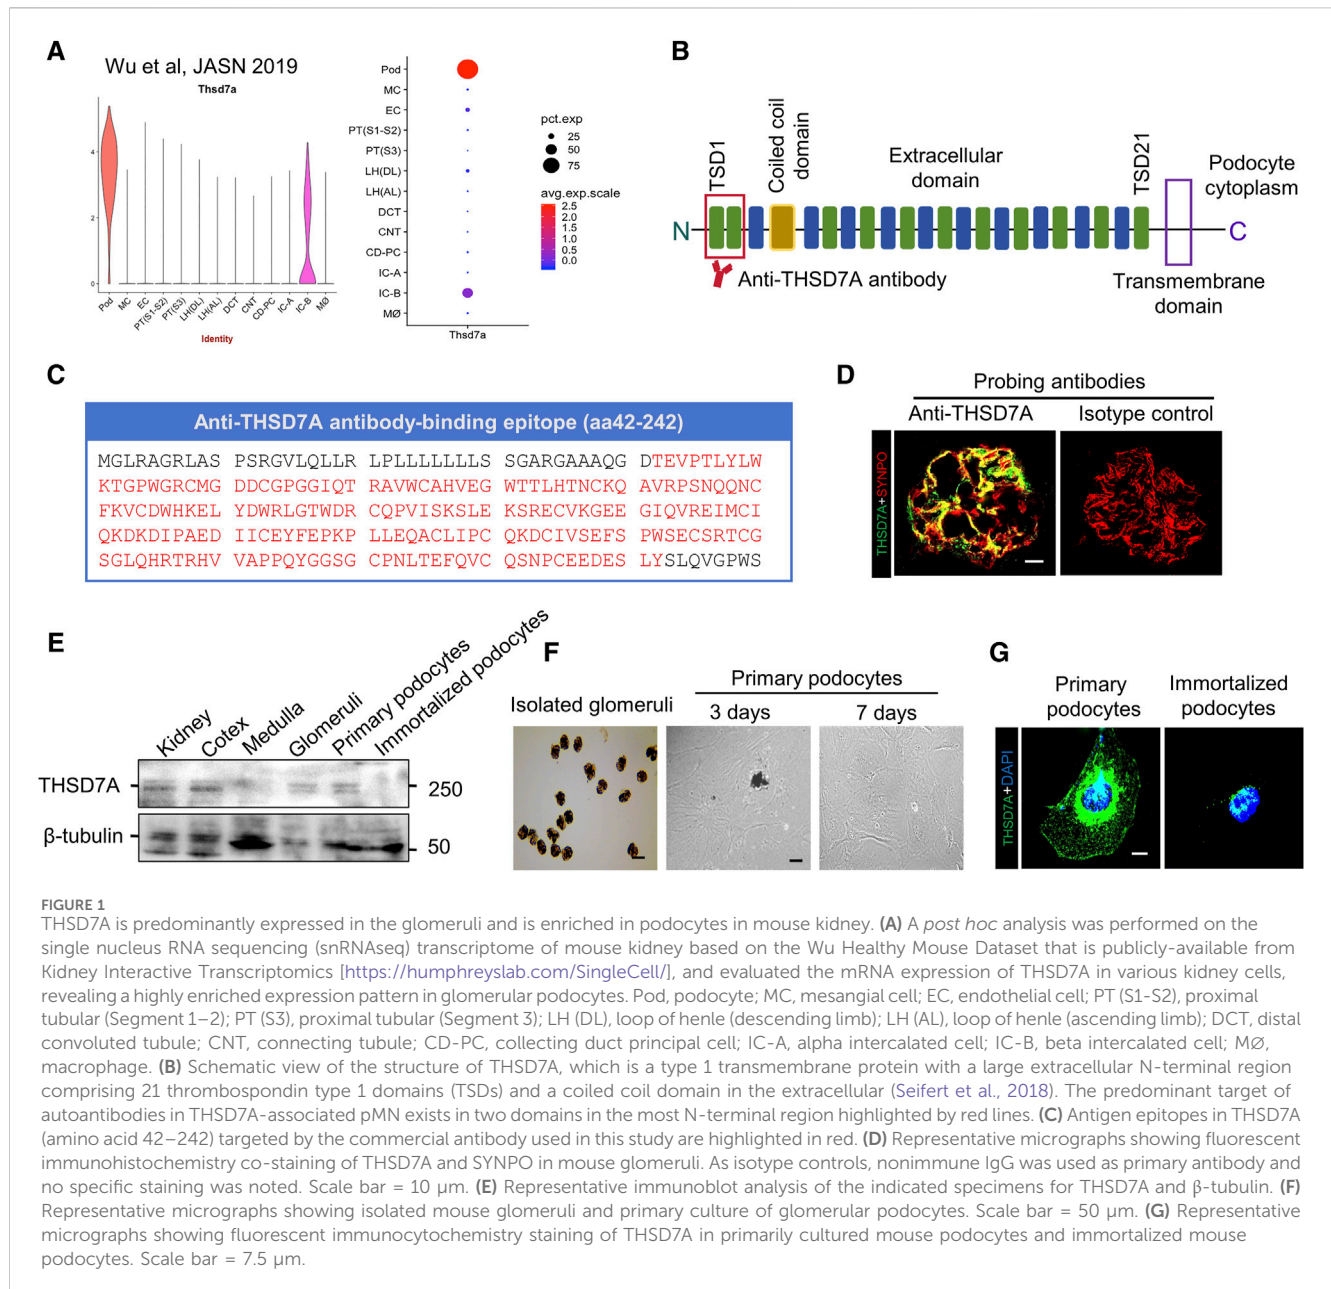 A
Wu et al, JASN 2019
Thsd7a
4
2
0
Pod
MC
EC
PT(S1-S2)
PT(S3)
LH(DL)
LH(AL)
DCT
CNT
CD-PC
IC-A
IC-B
MØ
Identity
Pod
MC
EC
PT(S1-S2)
PT(S3)
LH(DL)
LH(AL)
DCT
CNT
CD-PC
IC-A
IC-B
MØ
Thsd7a
pct.exp
25
50
75
avg.exp.scale
2.5
2.0
1.5
1.0
0.5
0.0
B
TSD1
Coiled coil
domain
Extracellular
domain
TSD21
Podocyte
cytoplasm
N
C
Anti-THSD7A antibody
Transmembrane
domain
C
Anti-THSD7A antibody-binding epitope (aa42-242)
MGLRAGRLAS PSRGVLQLLR LPLLLLLLLS SGARGAAAQG DTEVPTLYLW
KTGPWGRCMG DDCGPGGIQT RAVWCAHVEG WTTLHTNCKQ AVRPSNQQNC
FKVCDWHKEL YDWRLGTWDR CQPVISKSLE KSRECVKGEE GIQVREIMCI
QKDKDIPAED IICEYFEPKP LLEQACLIPC QKDCIVSEFS PWSECSRTCG
SGLQHRTRHV VAPPQYGGSG CPNLTEFQVC QSNPCEEDES LYSLQVGPWS
D
Probing antibodies
Anti-THSD7A
Isotype control
THSD7A+SYNPO
E
Kidney
Cotex
Medulla
Glomeruli
Primary podocytes
Immortalized podocytes
THSD7A
250
β-tubulin
50
F
Isolated glomeruli
Primary podocytes
3 days
7 days
G
Primary
podocytes
Immortalized
podocytes
THSD7A+DAPI
FIGURE 1
THSD7A is predominantly expressed in the glomeruli and is enriched in podocytes in mouse kidney. (A) A post hoc analysis was performed on the
single nucleus RNA sequencing (snRNAseq) transcriptome of mouse kidney based on the Wu Healthy Mouse Dataset that is publicly-available from
Kidney Interactive Transcriptomics [https://humphreyslab.com/SingleCell/], and evaluated the mRNA expression of THSD7A in various kidney cells,
revealing a highly enriched expression pattern in glomerular podocytes. Pod, podocyte; MC, mesangial cell; EC, endothelial cell; PT (S1-S2), proximal
tubular (Segment 1–2); PT (S3), proximal tubular (Segment 3); LH (DL), loop of henle (descending limb); LH (AL), loop of henle (ascending limb); DCT, distal
convoluted tubule; CNT, connecting tubule; CD-PC, collecting duct principal cell; IC-A, alpha intercalated cell; IC-B, beta intercalated cell; MØ,
macrophage. (B) Schematic view of the structure of THSD7A, which is a type 1 transmembrane protein with a large extracellular N-terminal region
comprising 21 thrombospondin type 1 domains (TSDs) and a coiled coil domain in the extracellular (Seifert et al., 2018). The predominant target of
autoantibodies in THSD7A-associated pMN exists in two domains in the most N-terminal region highlighted by red lines. (C) Antigen epitopes in THSD7A
(amino acid 42–242) targeted by the commercial antibody used in this study are highlighted in red. (D) Representative micrographs showing fluorescent
immunohistochemistry co-staining of THSD7A and SYNPO in mouse glomeruli. As isotype controls, nonimmune IgG was used as primary antibody and
no specific staining was noted. Scale bar = 10 μm. (E) Representative immunoblot analysis of the indicated specimens for THSD7A and β-tubulin. (F)
Representative micrographs showing isolated mouse glomeruli and primary culture of glomerular podocytes. Scale bar = 50 μm. (G) Representative
micrographs showing fluorescent immunocytochemistry staining of THSD7A in primarily cultured mouse podocytes and immortalized mouse
podocytes. Scale bar = 7.5 μm.